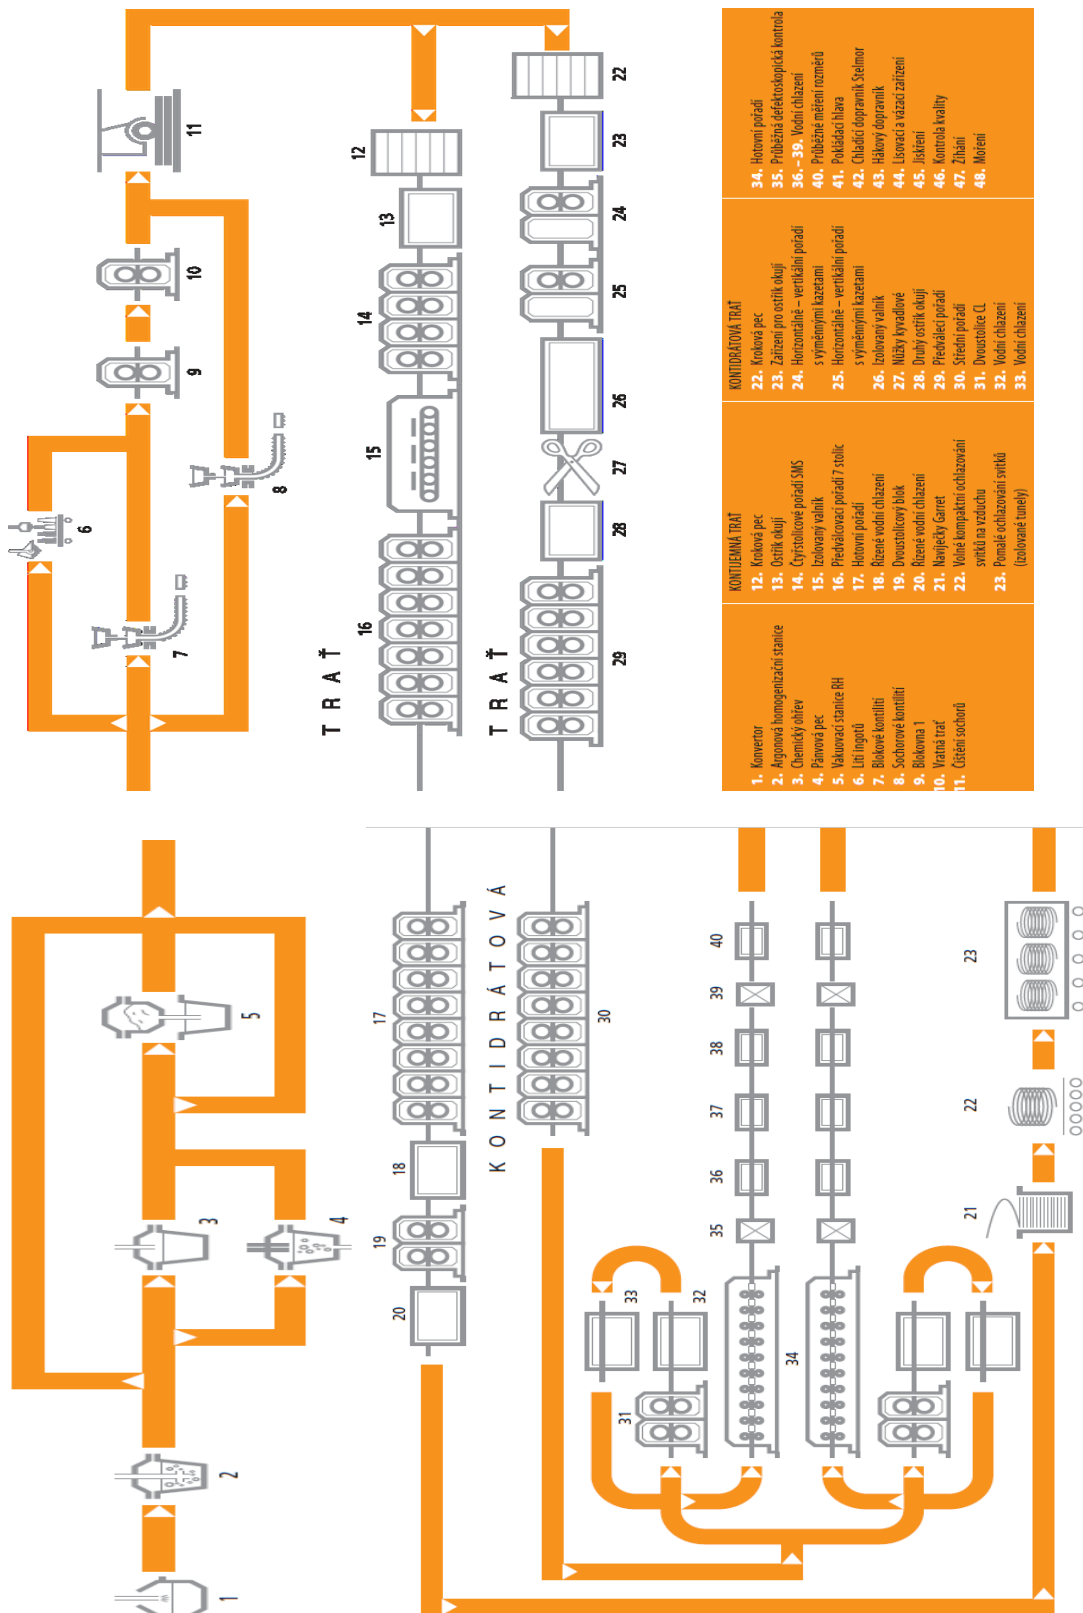 1
2
3
4
5
6
7
8
9
10
11
TRAŤ
12
13
14
15
16
17
18
19
20
21
22
23
KONTIDRÁTOVÁ TRAŤ
22
23
24
25
26
27
28
29
30
31
32
33
34
35
36
37
38
39
40
1. Konvertor
2. Argonová homogenizační stanice
3. Chemický ohřev
4. Pánvová pec
5. Vakuovací stanice RH
6. Lití ingotů
7. Blokové kontilití
8. Sochorové kontilití
9. Blokovna 1
10. Vratná trať
11. Čištění sochorů
KONTIJEMNÁ TRAŤ
12. Kroková pec
13. Ostřik okují
14. Čtyřstolicové pořadí SMS
15. Izolovaný valník
16. Předválcovací pořadí 7 stolic
17. Hotovní pořadí
18. Řízené vodní chlazení
19. Dvoustolicový blok
20. Řízené vodní chlazení
21. Navíječky Garret
22. Volné kompaktní ochlazování
svitků na vzduchu
23. Pomalé ochlazování svitků
(izolované tunely)
KONTIDRÁTOVÁ TRAŤ
22. Kroková pec
23. Zařízení pro ostřik okují
24. Horizontálně – vertikální pořadí
s výměnnými kazetami
25. Horizontálně – vertikální pořadí
s výměnnými kazetami
26. Izolovaný valník
27. Nůžky kyvadlové
28. Druhý ostřik okují
29. Předválecí pořadí
30. Střední pořadí
31. Dvoustolice CL
32. Vodní chlazení
33. Vodní chlazení
34. Hotovní pořadí
35. Průběžná defektoskopická kontrola
36.–39. Vodní chlazení
40. Průběžné měření rozměrů
41. Pokládací hlava
42. Chladicí dopravník Stelmor
43. Hákový dopravník
44. Lisovací a vázací zařízení
45. Jiskření
46. Kontrola kvality
47. Žíhání
48. Moření